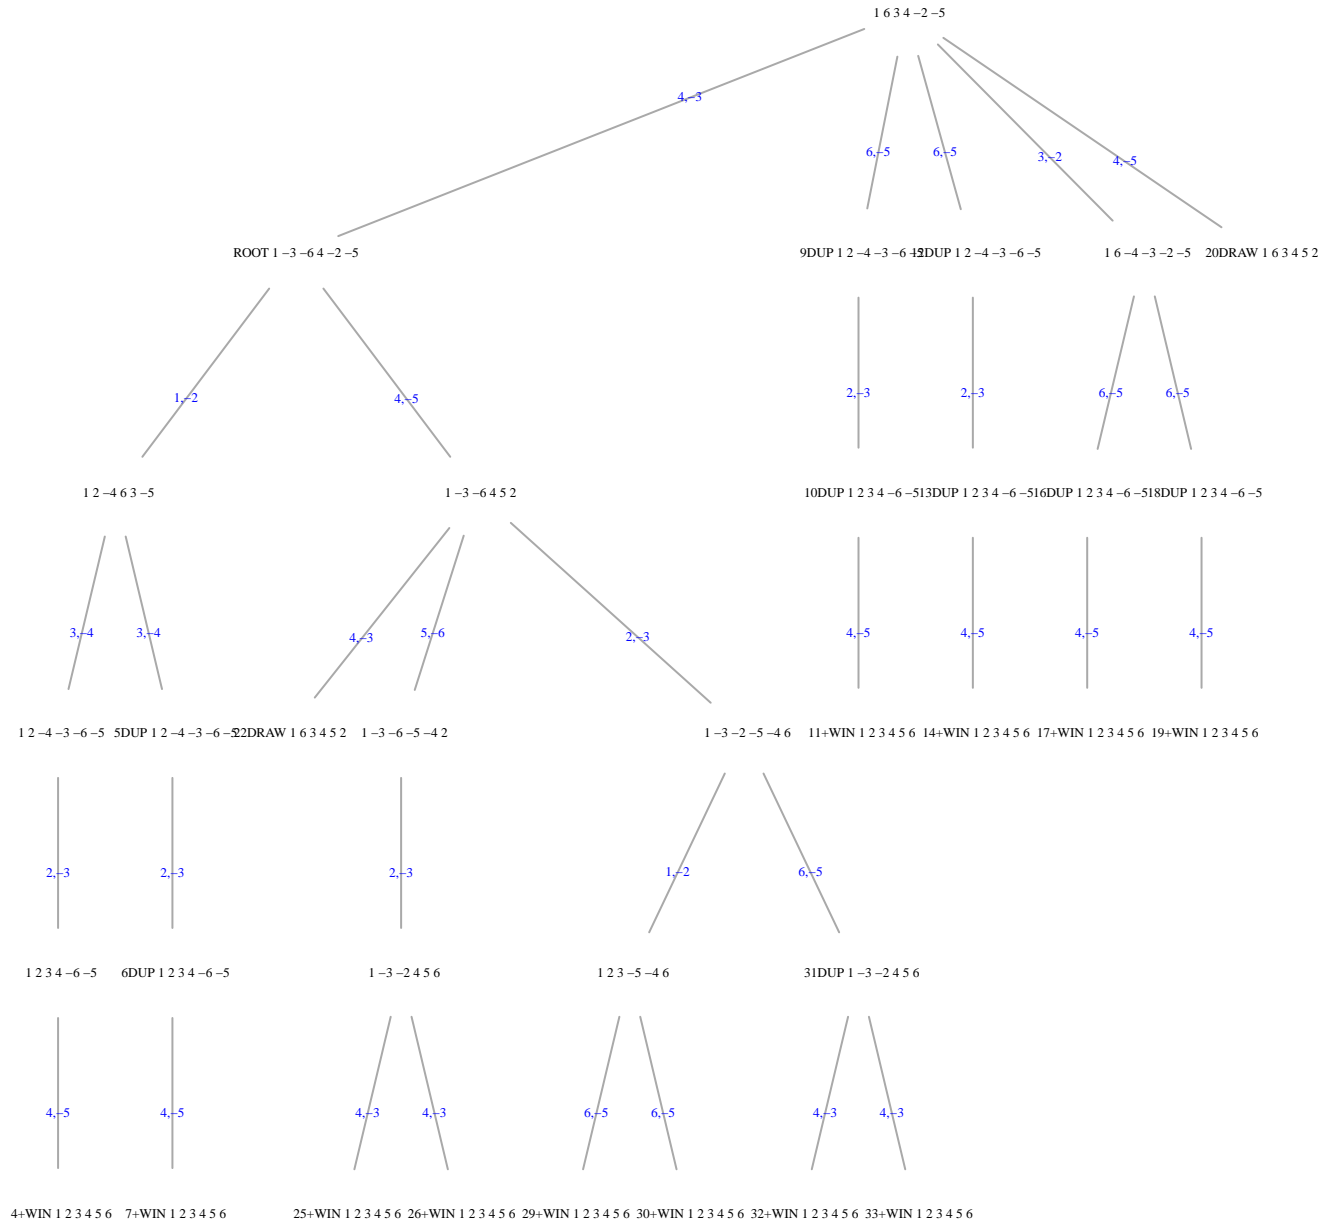 1 6 3 4 −2 −5
4,−3
6,−5
6,−5
3,−2
4,−5
ROOT 1 −3 −6 4 −2 −5
9DUP 1 2 −4 −3 −6 −5
12DUP 1 2 −4 −3 −6 −5
1 6 −4 −3 −2 −5
20DRAW 1 6 3 4 5 2
1,−2
4,−5
2,−3
2,−3
6,−5
6,−5
1 2 −4 6 3 −5
1 −3 −6 4 5 2
10DUP 1 2 3 4 −6 −5
13DUP 1 2 3 4 −6 −5
16DUP 1 2 3 4 −6 −5
18DUP 1 2 3 4 −6 −5
3,−4
3,−4
4,−3
5,−6
2,−3
4,−5
4,−5
4,−5
4,−5
1 2 −4 −3 −6 −5
5DUP 1 2 −4 −3 −6 −5
22DRAW 1 6 3 4 5 2
1 −3 −6 −5 −4 2
1 −3 −2 −5 −4 6
11+WIN 1 2 3 4 5 6
14+WIN 1 2 3 4 5 6
17+WIN 1 2 3 4 5 6
19+WIN 1 2 3 4 5 6
2,−3
2,−3
2,−3
1,−2
6,−5
1 2 3 4 −6 −5
6DUP 1 2 3 4 −6 −5
1 −3 −2 4 5 6
1 2 3 −5 −4 6
31DUP 1 −3 −2 4 5 6
4,−5
4,−5
4,−3
4,−3
6,−5
6,−5
4,−3
4,−3
4+WIN 1 2 3 4 5 6
7+WIN 1 2 3 4 5 6
25+WIN 1 2 3 4 5 6
26+WIN 1 2 3 4 5 6
29+WIN 1 2 3 4 5 6
30+WIN 1 2 3 4 5 6
32+WIN 1 2 3 4 5 6
33+WIN 1 2 3 4 5 6